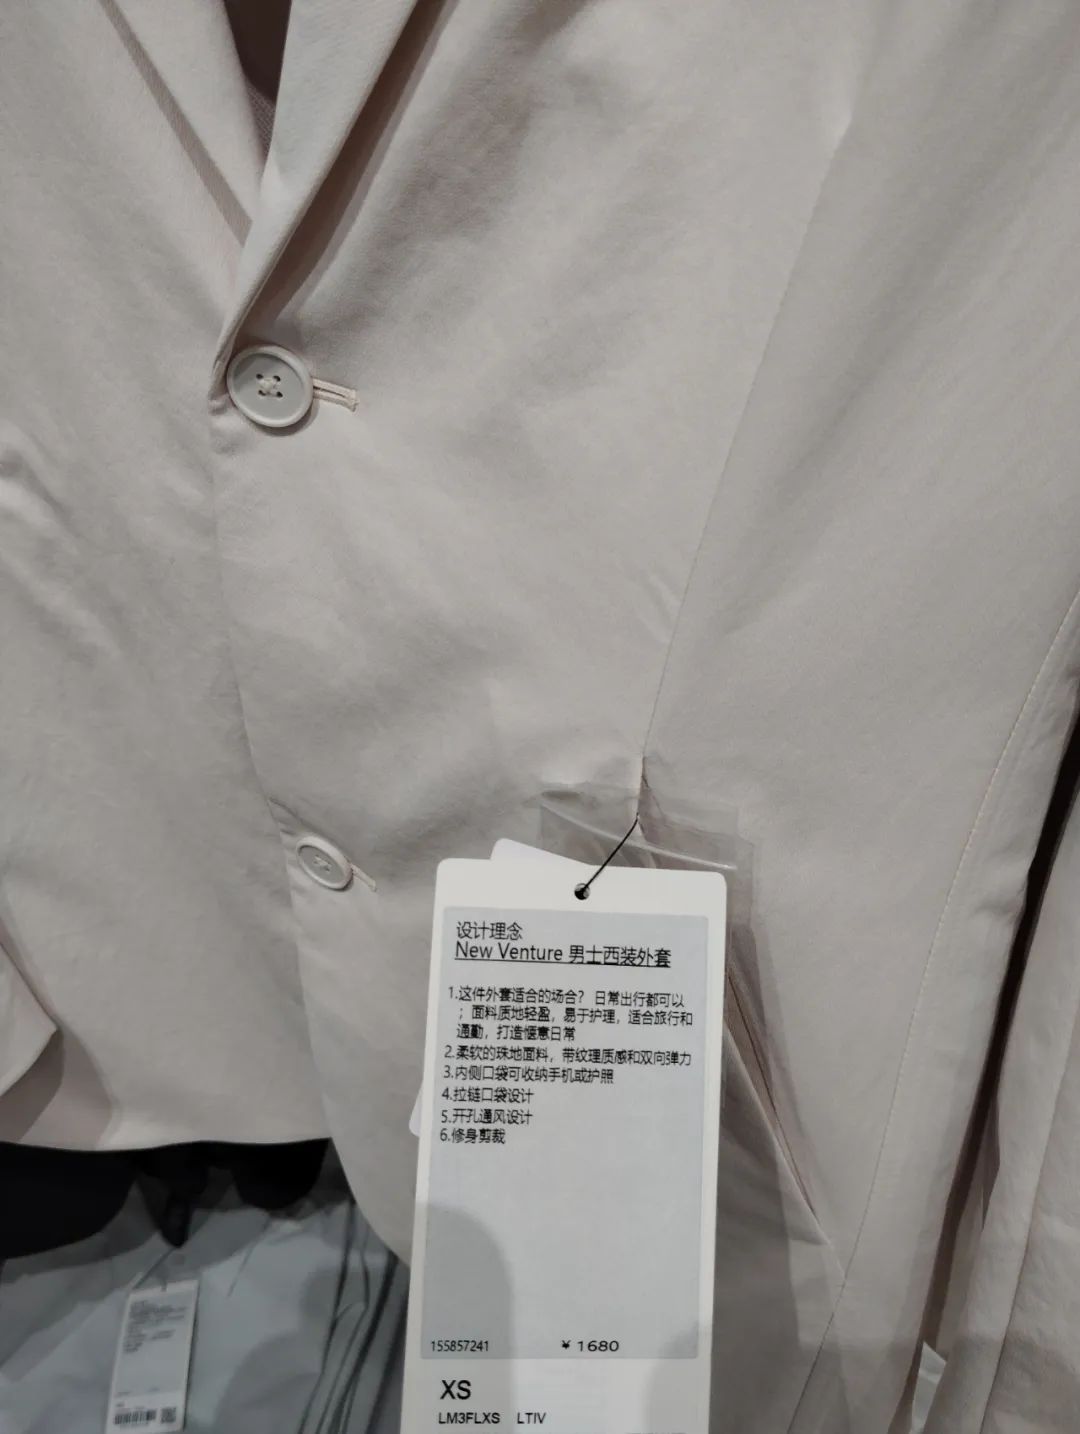 设计理念
New Venture 男士西装外套
1.这件外套适合的场合？ 日常出行都可以
；面料质地轻盈，易于护理，适合旅行和
通勤，打造惬意日常
2.柔软的珠地面料，带纹理质感和双向弹力
3.内侧口袋可收纳手机或护照
4.拉链口袋设计
5.开孔通风设计
6.修身剪裁
155857241 ￥1680
XS
LM3FLXS LTIV